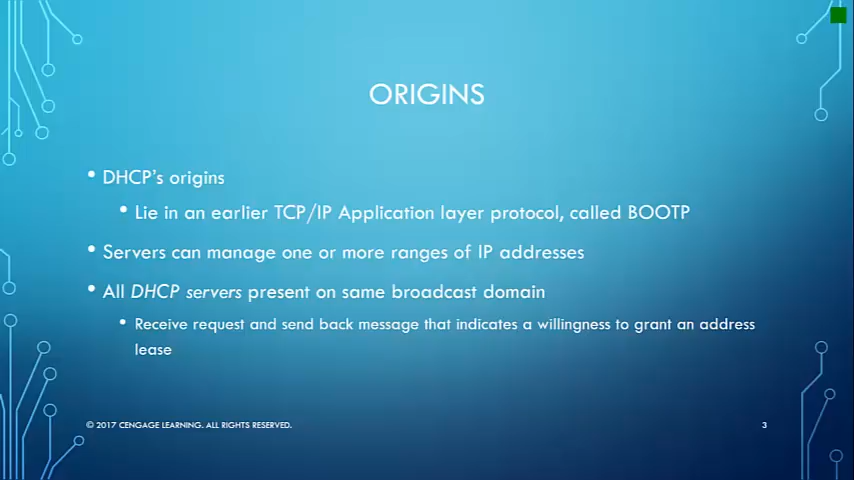 ORIGINS
• DHCP's origins
• Lie in an earlier TCP/IP Application layer protocol, called BOOTP
• Servers can manage one or more ranges of IP addresses
• All DHCP servers present on same broadcast domain
• Receive request and send back message that indicates a willingness to grant an address
lease
© 2017 CENGAGE LEARNING. ALL RIGHTS RESERVED.
3